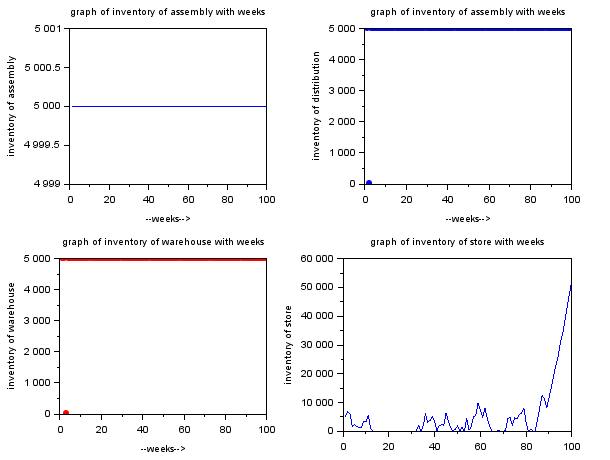 graph of inventory of assembly with weeks
graph of inventory of assembly with weeks
5 001
5 000.5
5 000
4 999.5
4 999
inventory of assembly
0 20 40 60 80 100
--weeks-->
5 000
4 000
3 000
2 000
1 000
0
inventory of distribution
0 20 40 60 80 100
--weeks-->
graph of inventory of warehouse with weeks
graph of inventory of store with weeks
5 000
4 000
3 000
2 000
1 000
0
inventory of warehouse
0 20 40 60 80 100
--weeks-->
60 000
50 000
40 000
30 000
20 000
10 000
0
inventory of store
0 20 40 60 80 100